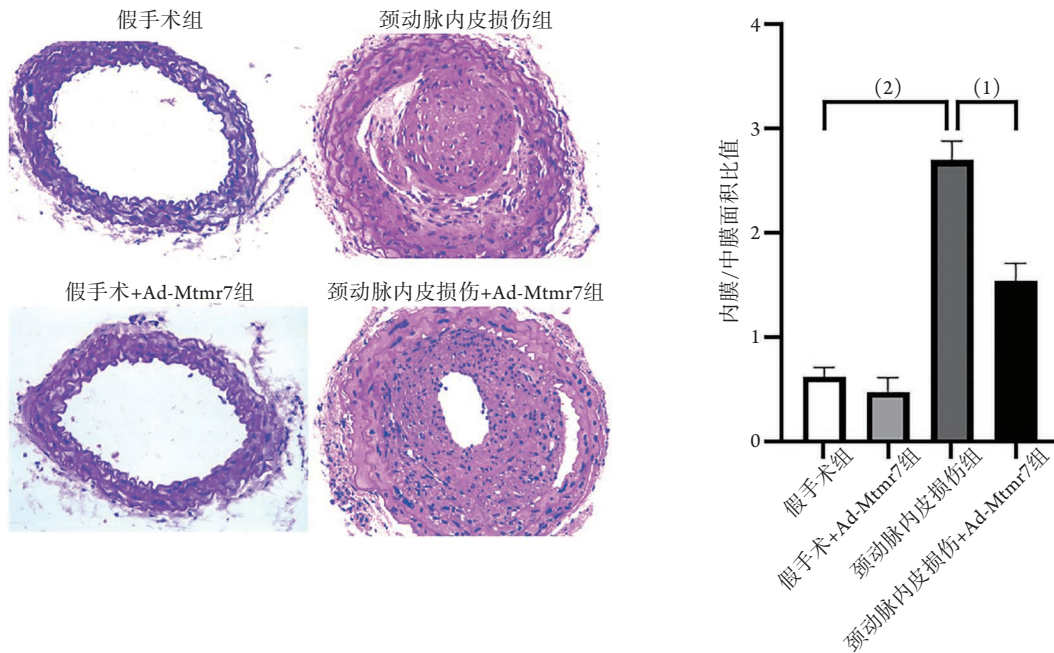 假手术组
颈动脉内皮损伤组
假手术+Ad-Mtmr7组
颈动脉内皮损伤+Ad-Mtmr7组
内膜/中膜面积比值
4
3
2
1
0
(2)
(1)
假手术组
假手术+Ad-Mtmr7组
颈动脉内皮损伤组
颈动脉内皮损伤+Ad-Mtmr7组